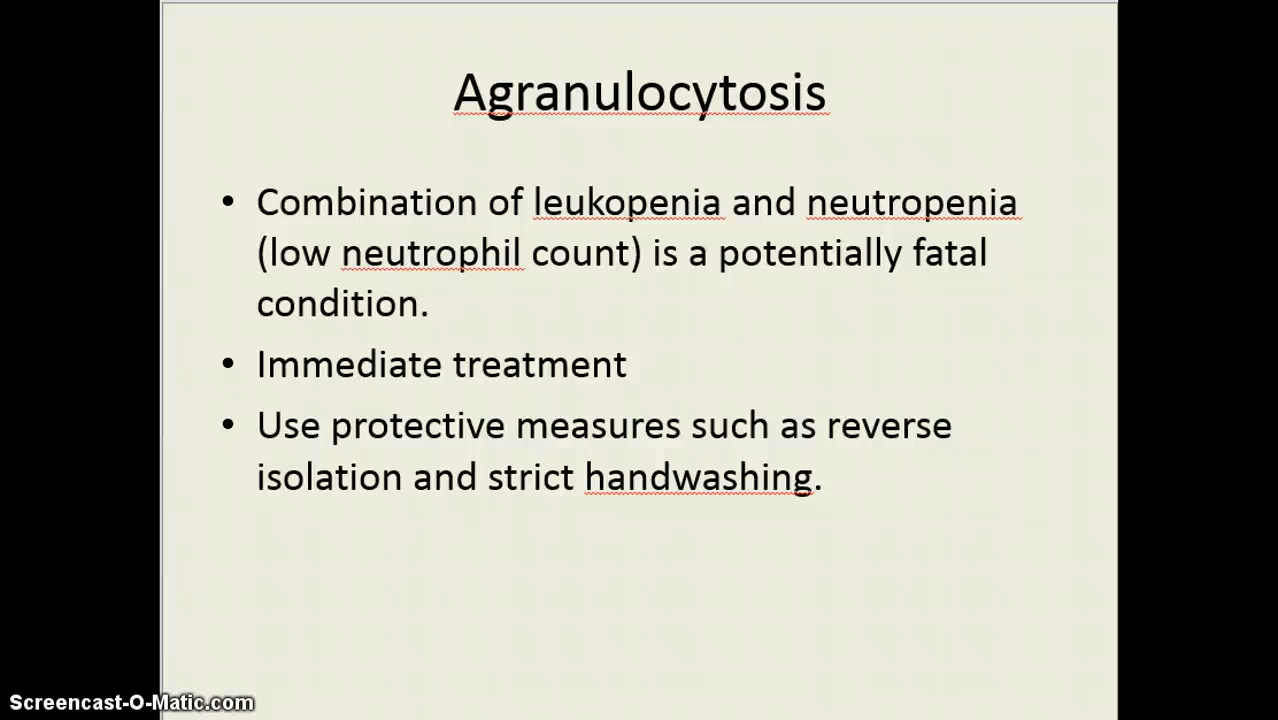 Agranulocytosis
• Combination of leukopenia and neutropenia
(low neutrophil count) is a potentially fatal
condition.
• Immediate treatment
• Use protective measures such as reverse
isolation and strict handwashing.
Screencast-O-Matic.com